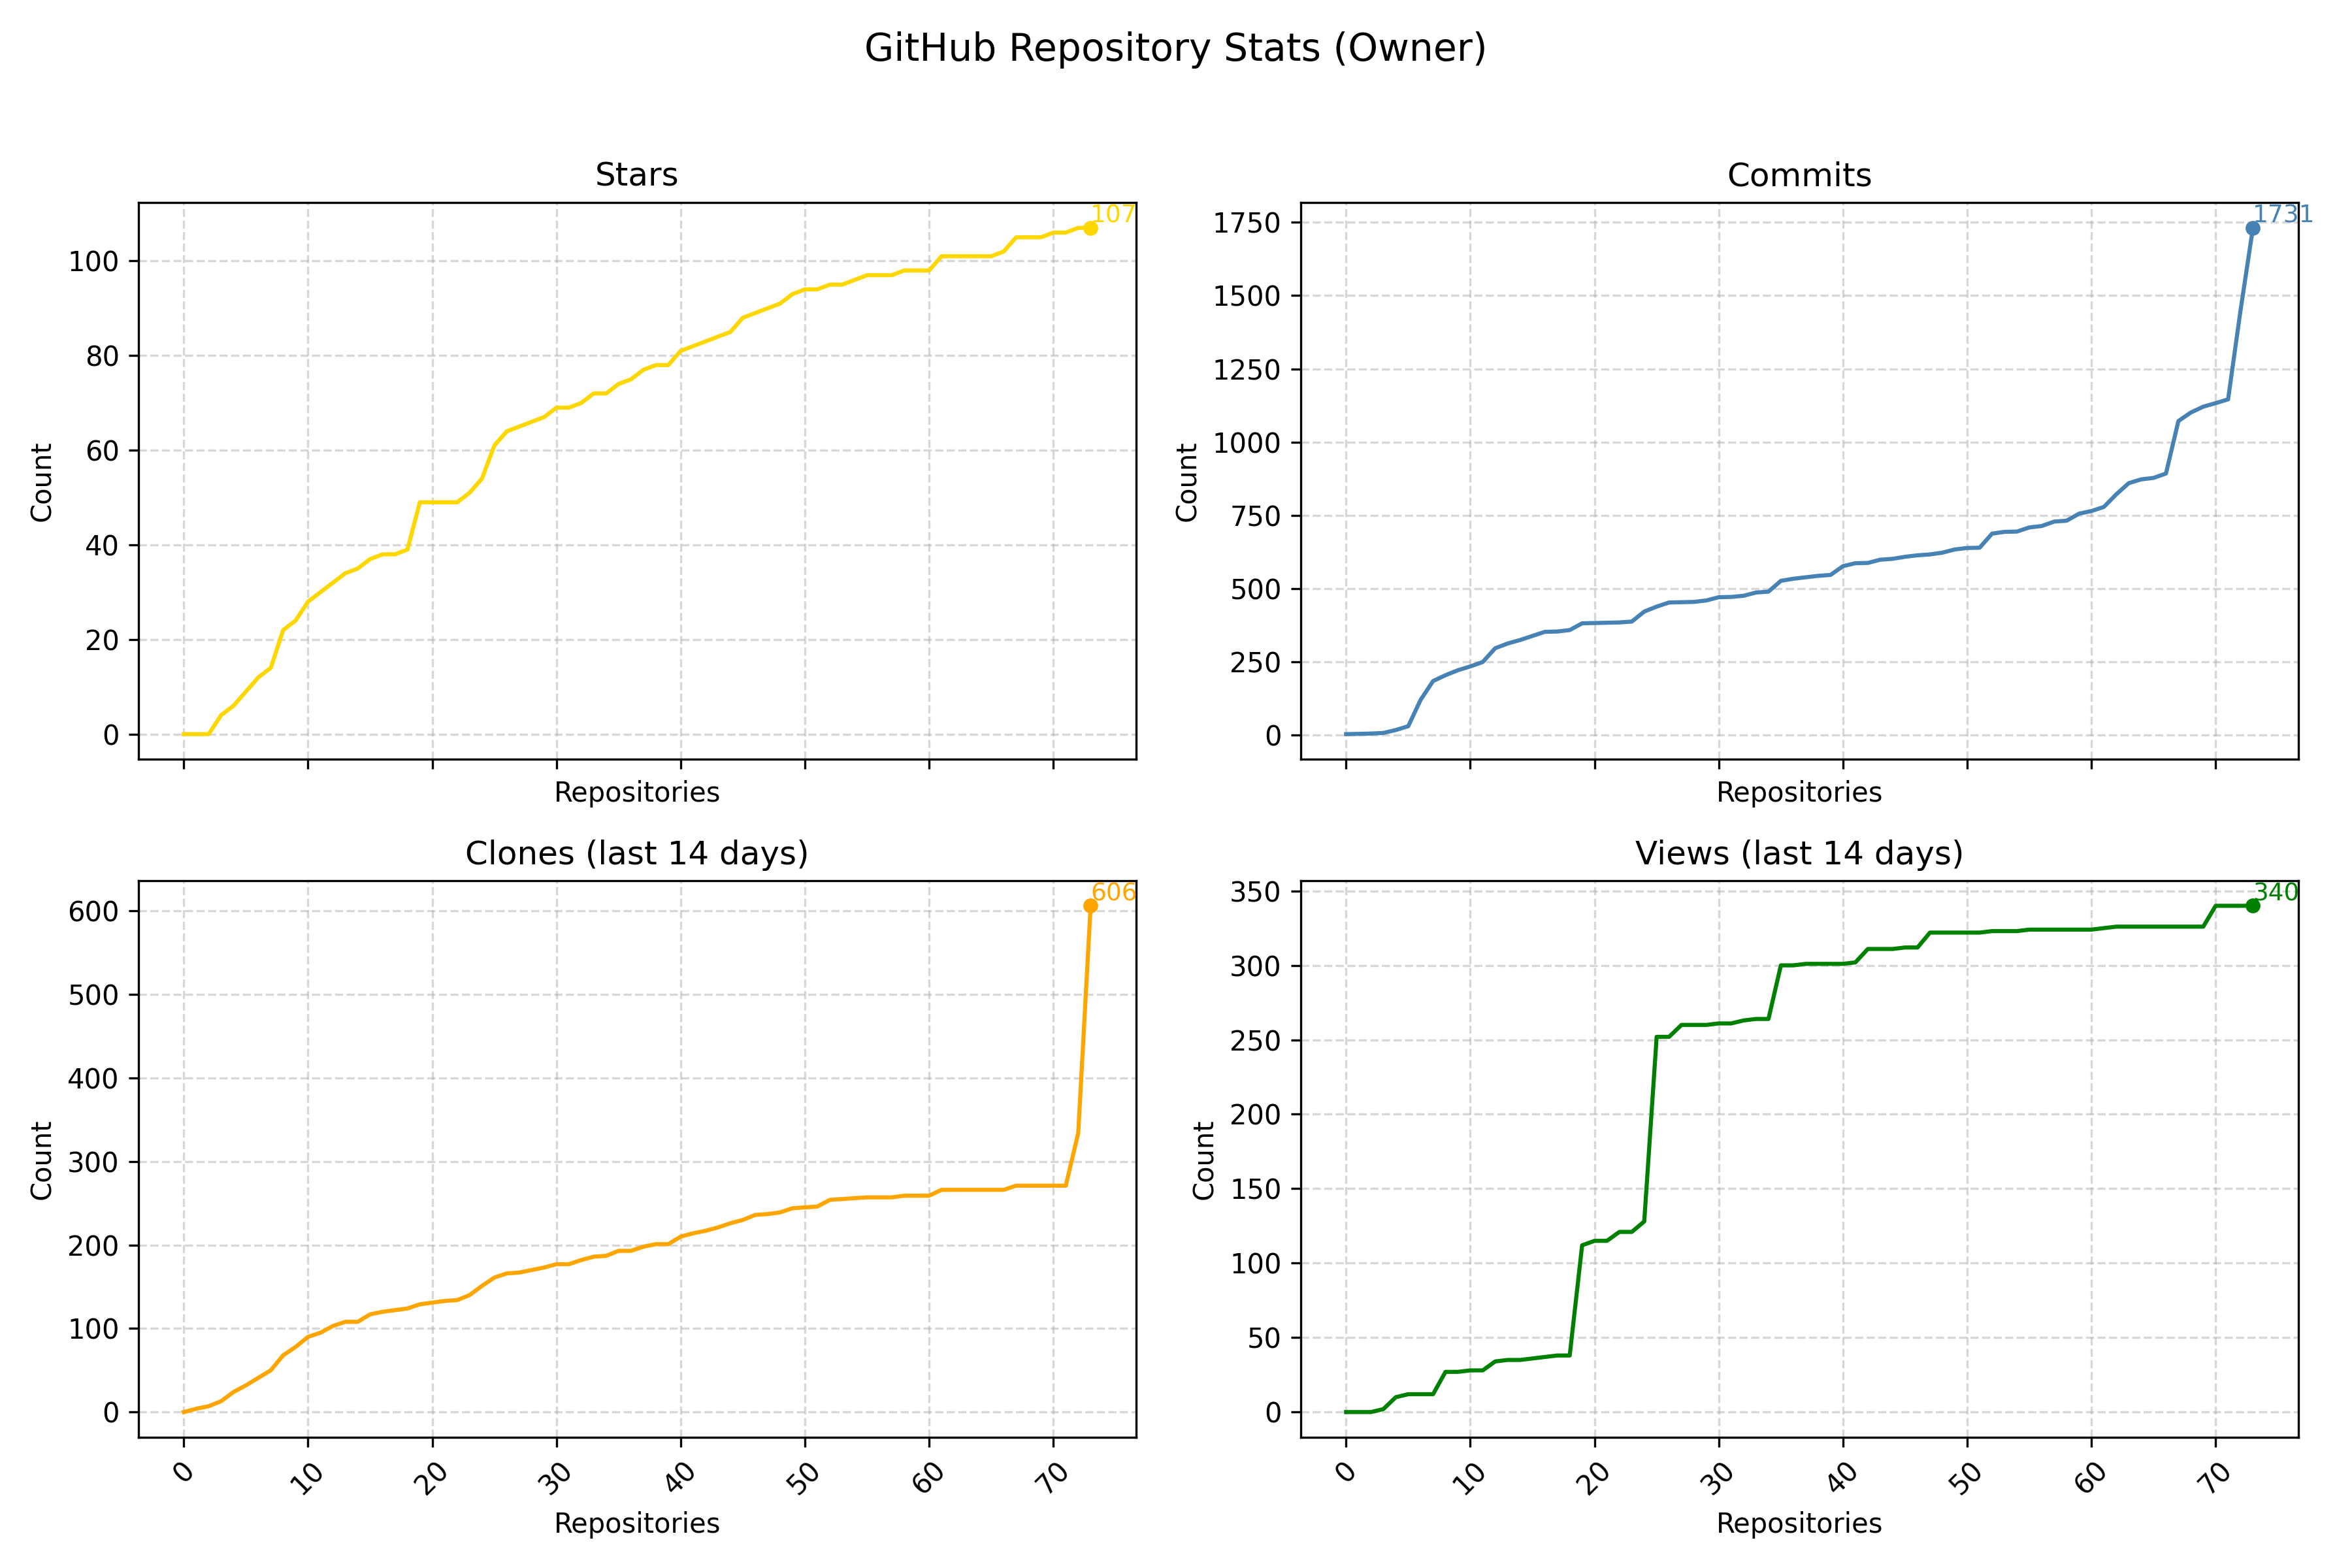 GitHub Repository Stats (Owner)
Stars
107
100
80
60
40
20
0
Count
Repositories
Commits
1731
1750
1500
1250
1000
750
500
250
0
Count
Repositories
Clones (last 14 days)
606
600
500
400
300
200
100
0
Count
0 10 20 30 40 50 60 70
Repositories
Views (last 14 days)
340
350
300
250
200
150
100
50
0
Count
0 10 20 30 40 50 60 70
Repositories